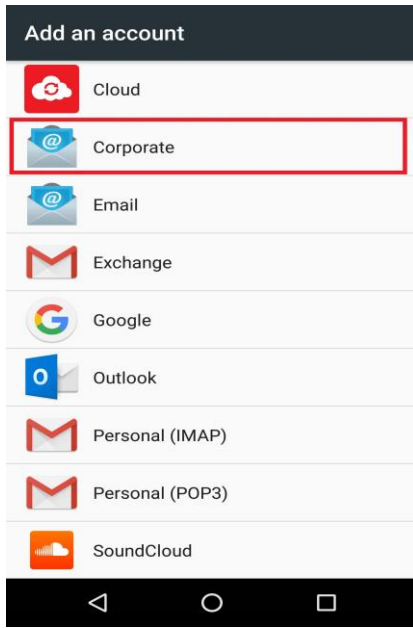 Add an account
Cloud
@ Corporate
@ Email
Exchange
G Google
O Outlook
Personal (IMAP)
Personal (POP3)
SoundCloud